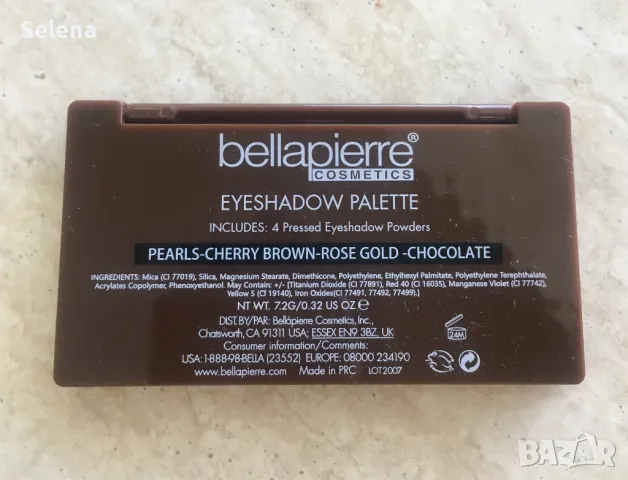 Selena
bellapierre®
COSMETICS
EYESHADOW PALETTE
INCLUDES: 4 Pressed Eyeshadow Powders
PEARLS-CHERRY BROWN-ROSE GOLD -CHOCOLATE
INGREDIENTS: Mica (CI 77019), Silica, Magnesium Stearate, Dimethicone, Polyethylene, Ethylhexyl Palmitate, Polyethylene Terephthalate,
Acrylates Copolymer, Phenoxyethanol. May Contain: +/- [Titanium Dioxide (CI 77891), Red 40 (CI 16035), Manganese Violet (CI 77742),
Yellow 5 (CI 19140), Iron Oxides(CI 77491, 77492, 77499).]
NT WT. 7.2G/0.32 US OZ ℮
DIST.BY/PAR: Bellápierre Cosmetics, Inc.,
Chatsworth, CA 91311 USA; ESSEX EN9 3BZ, UK
Consumer information/Comments:
USA: 1-888-98-BELLA (23552) EUROPE: 08000 234190
www.bellapierre.com Made in PRC LOT2007
24M
BAZAR